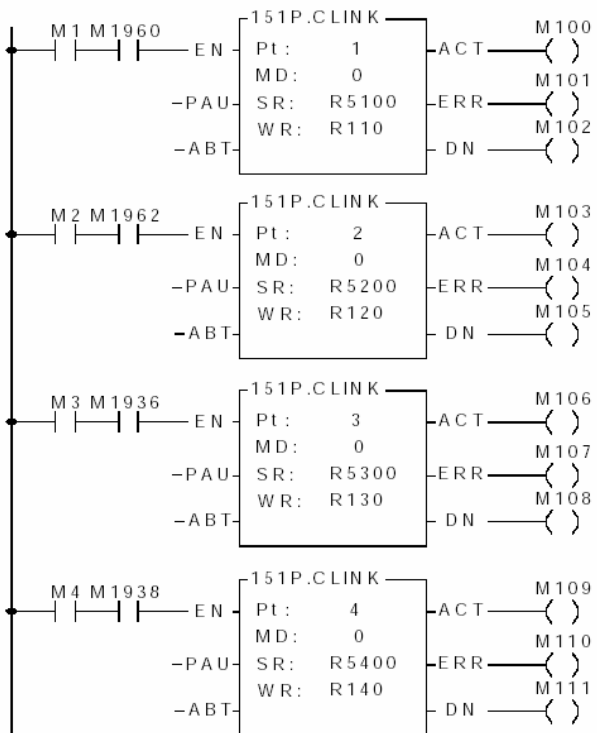 151P.CLINK
M1 M1960 M100
EN Pt: 1 ACT ( )
MD: 0 M101
PAU SR: R5100 ERR ( )
WR: R110 M102
ABT DN ( )
151P.CLINK
M2 M1962 M103
EN Pt: 2 ACT ( )
MD: 0 M104
PAU SR: R5200 ERR ( )
WR: R120 M105
ABT DN ( )
151P.CLINK
M3 M1936 M106
EN Pt: 3 ACT ( )
MD: 0 M107
PAU SR: R5300 ERR ( )
WR: R130 M108
ABT DN ( )
151P.CLINK
M4 M1938 M109
EN Pt: 4 ACT ( )
MD: 0 M110
PAU SR: R5400 ERR ( )
WR: R140 M111
ABT DN ( )